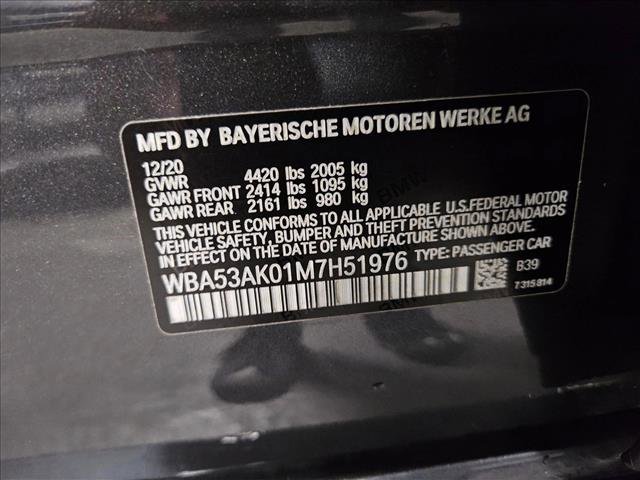 MFD BY BAYERISCHE MOTOREN WERKE AG
12/20
GVWR 4420 lbs 2005 kg
GAWR FRONT 2414 lbs 1095 kg
GAWR REAR 2161 lbs 980 kg
THIS VEHICLE CONFORMS TO ALL APPLICABLE U.S.FEDERAL MOTOR
VEHICLE SAFETY, BUMPER AND THEFT PREVENTION STANDARDS
IN EFFECT ON THE DATE OF MANUFACTURE SHOWN ABOVE.
WBA53AK01M7H51976 TYPE: PASSENGER CAR
B39
7315814